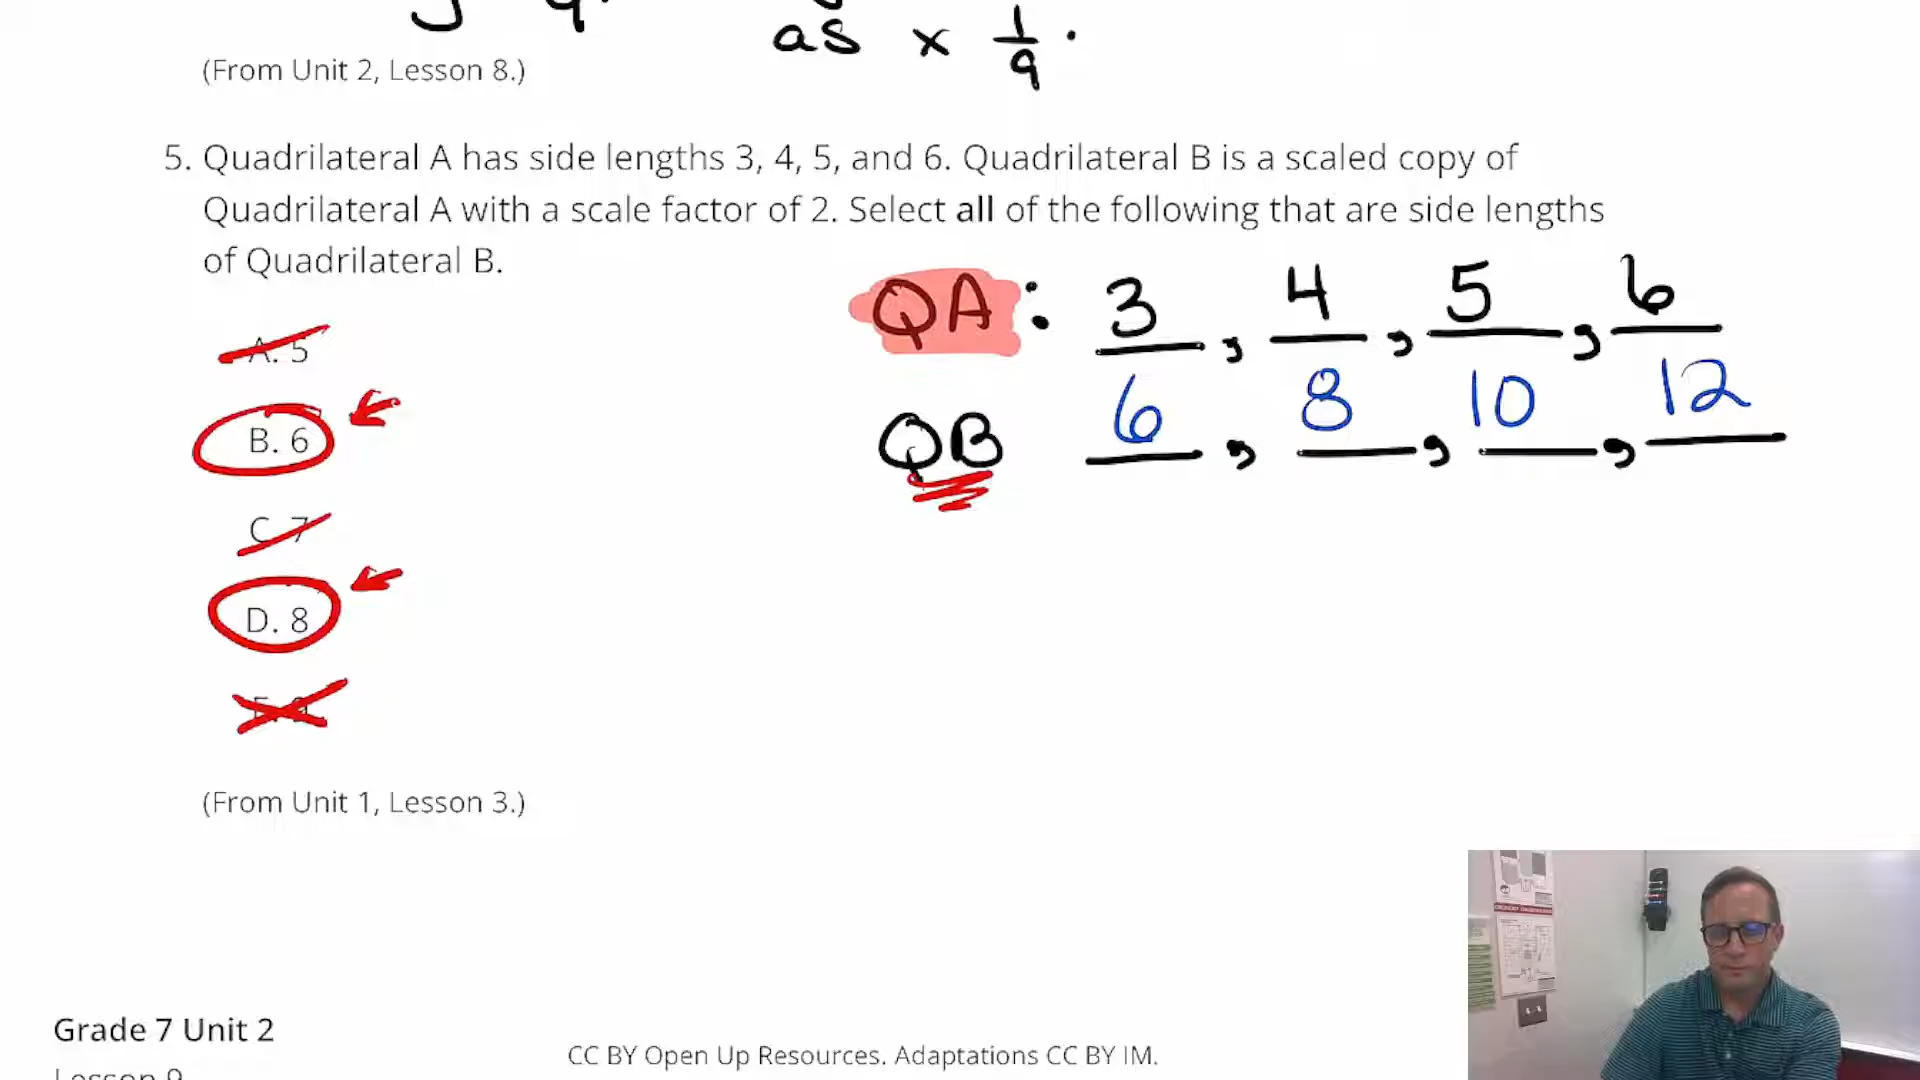 as x 1/9.
(From Unit 2, Lesson 8.)
5. Quadrilateral A has side lengths 3, 4, 5, and 6. Quadrilateral B is a scaled copy of
Quadrilateral A with a scale factor of 2. Select all of the following that are side lengths
of Quadrilateral B.
QA: 3, 4, 5, 6
QB 6, 8, 10, 12
A. 5
B. 6
C. 7
D. 8
(From Unit 1, Lesson 3.)
Grade 7 Unit 2
Lesson 9
CC BY Open Up Resources. Adaptations CC BY IM.